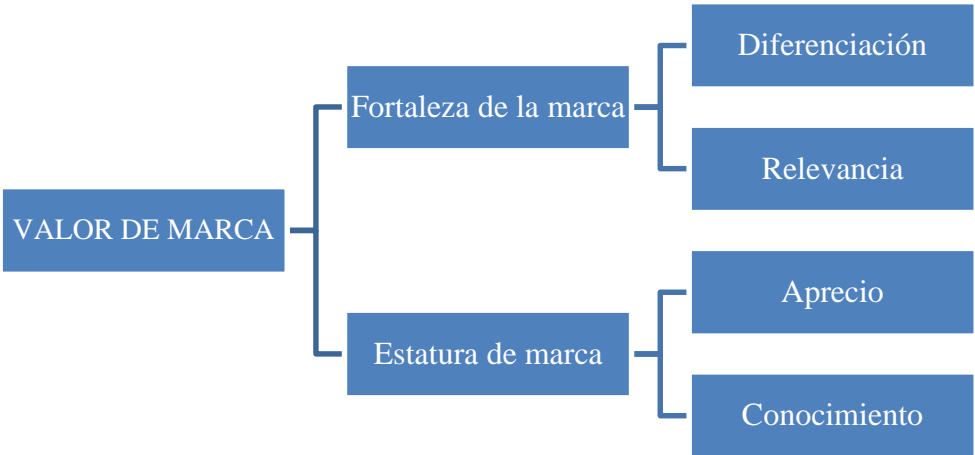 VALOR DE MARCA
Fortaleza de la marca
Diferenciación
Relevancia
Estatura de marca
Aprecio
Conocimiento